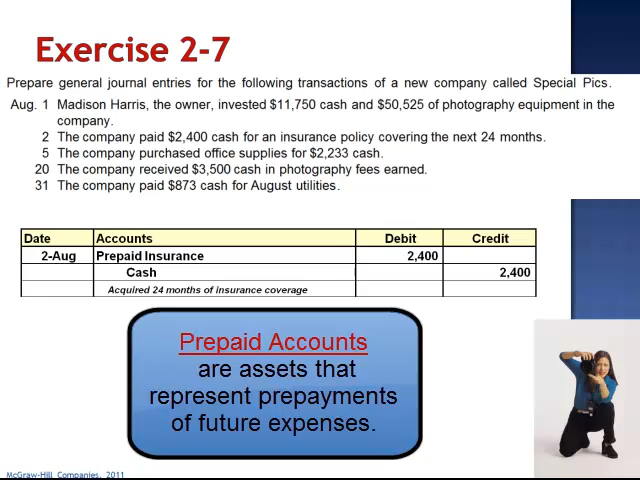 Exercise 2-7
Prepare general journal entries for the following transactions of a new company called Special Pics.
Aug. 1 Madison Harris, the owner, invested $11,750 cash and $50,525 of photography equipment in the
company.
2 The company paid $2,400 cash for an insurance policy covering the next 24 months.
5 The company purchased office supplies for $2,233 cash.
20 The company received $3,500 cash in photography fees earned.
31 The company paid $873 cash for August utilities.
Date Accounts Debit Credit
2-Aug Prepaid Insurance 2,400
Cash 2,400
Acquired 24 months of insurance coverage
Prepaid Accounts
are assets that
represent prepayments
of future expenses.
McGraw-Hill Companies, 2011